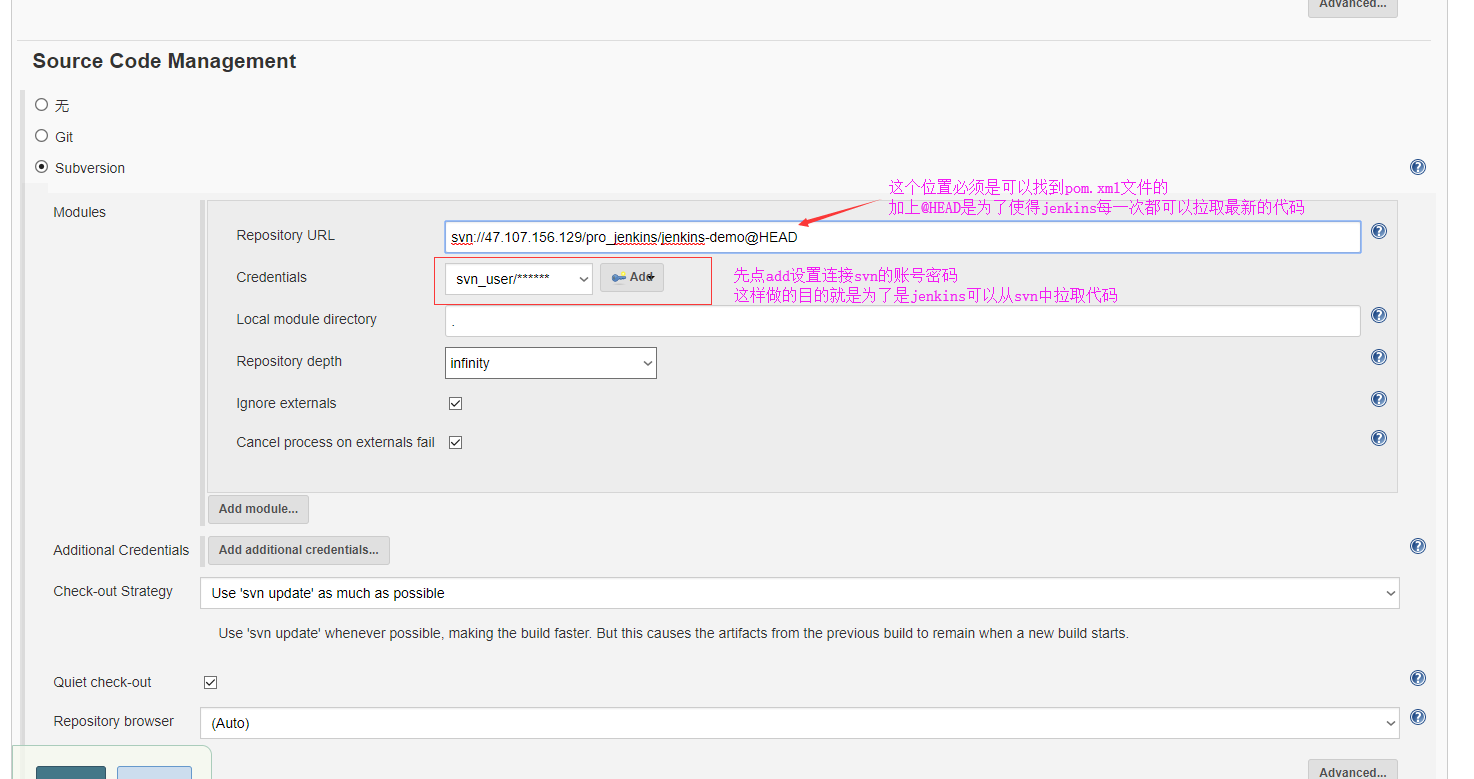 Advanced...
Source Code Management
无
Git
Subversion
Modules
这个位置必须是可以找到pom.xml文件的
加上@HEAD是为了使得jenkins每一次都可以拉取最新的代码
Repository URL
svn://47.107.156.129/pro_jenkins/jenkins-demo@HEAD
Credentials
svn_user/******
Add
先点add设置连接svn的账号密码
这样做的目的就是为了是jenkins可以从svn中拉取代码
Local module directory
.
Repository depth
infinity
Ignore externals
Cancel process on externals fail
Add module...
Additional Credentials
Add additional credentials...
Check-out Strategy
Use 'svn update' as much as possible
Use 'svn update' whenever possible, making the build faster. But this causes the artifacts from the previous build to remain when a new build starts.
Quiet check-out
Repository browser
(Auto)
Advanced...